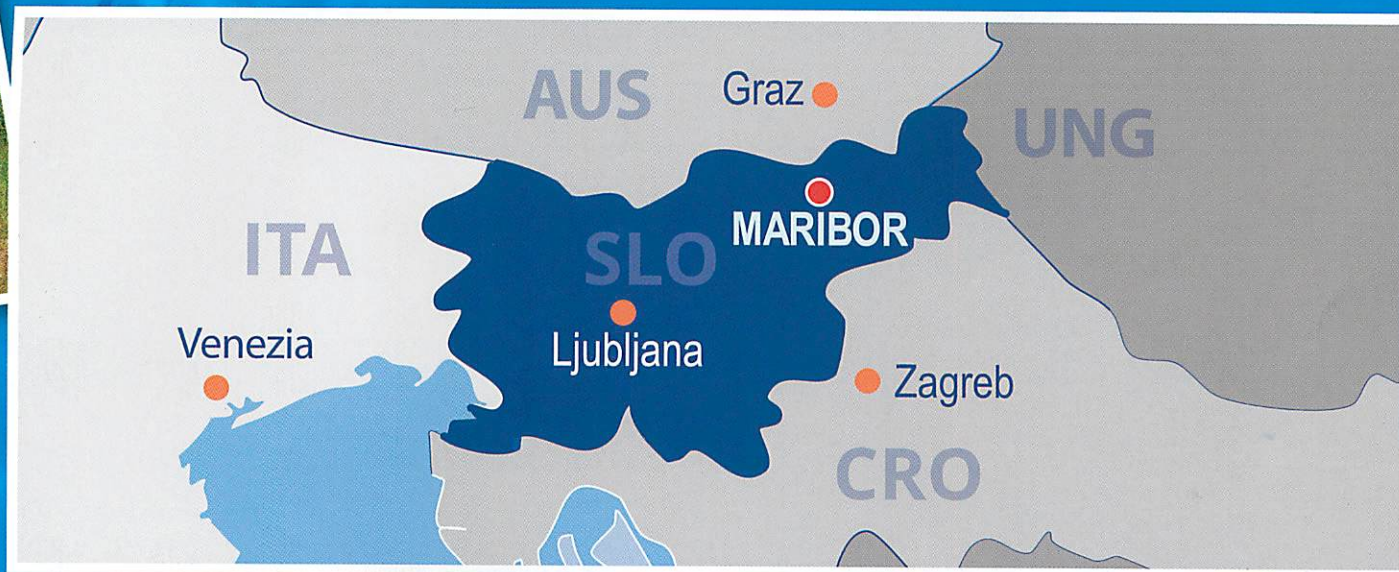 AUS
Graz
UNG
MARIBOR
ITA
SLO
Venezia
Ljubljana
Zagreb
CRO